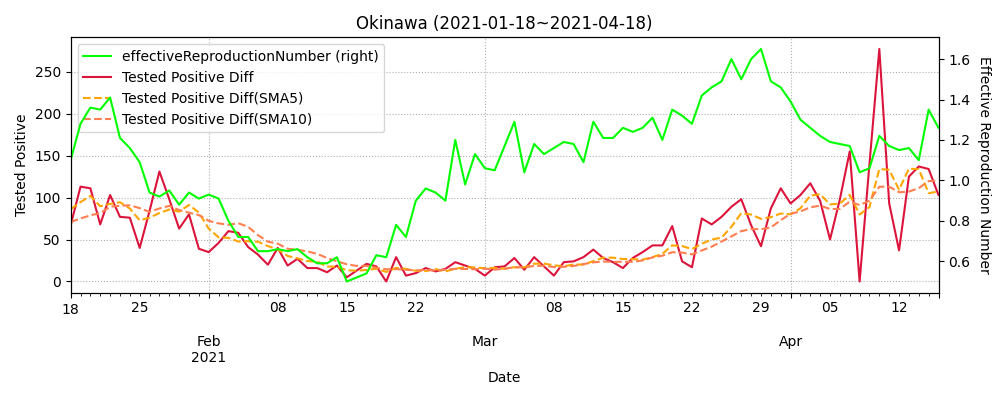 Okinawa (2021-01-18~2021-04-18)
effectiveReproductionNumber (right)
Tested Positive Diff
Tested Positive Diff(SMA5)
Tested Positive Diff(SMA10)
Tested Positive
250
200
150
100
50
0
1.6
1.4
1.2
1.0
0.8
0.6
Effective Reproduction Number
18 25 08 15 22 08 15 22 29 05 12
Feb Mar Apr
2021
Date